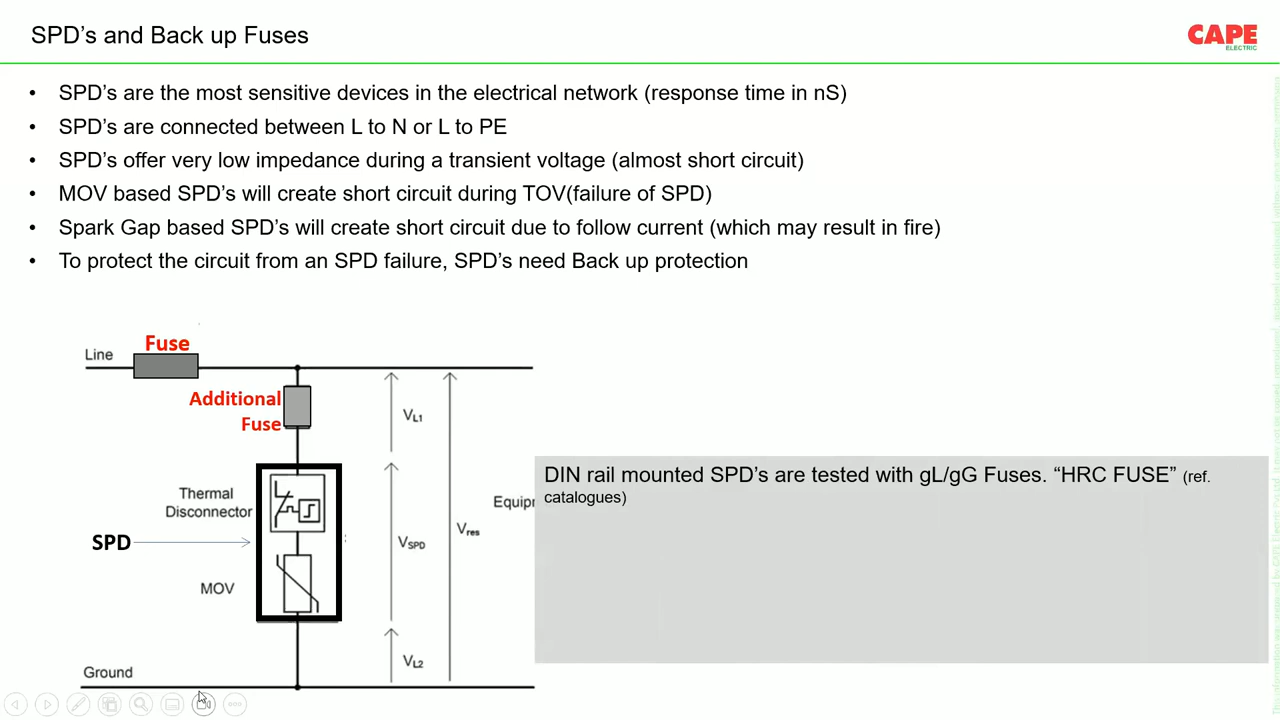 SPD's and Back up Fuses
CAPE
ELECTRIC
• SPD's are the most sensitive devices in the electrical network (response time in nS)
• SPD's are connected between L to N or L to PE
• SPD's offer very low impedance during a transient voltage (almost short circuit)
• MOV based SPD's will create short circuit during TOV(failure of SPD)
• Spark Gap based SPD's will create short circuit due to follow current (which may result in fire)
• To protect the circuit from an SPD failure, SPD's need Back up protection
Fuse
Line
Additional
Fuse
VL1
Thermal
Disconnector
SPD
MOV
VSPD
Vres
Equip
VL2
Ground
DIN rail mounted SPD's are tested with gL/gG Fuses. “HRC FUSE” (ref.
catalogues)